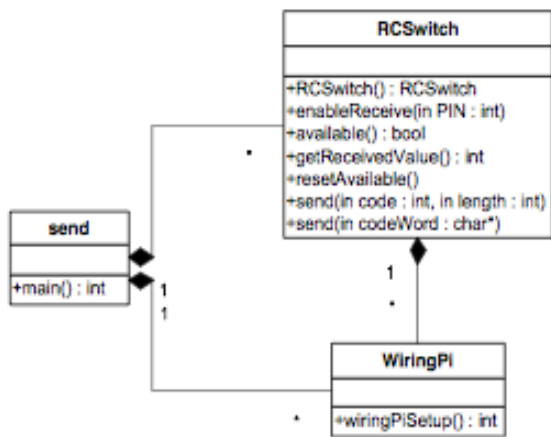 RCSwitch
+RCSwitch() : RCSwitch
+enableReceive(in PIN : int)
+available() : bool
+getReceivedValue() : int
+resetAvailable()
+send(in code : int, in length : int)
+send(in codeWord : char*)
*
send
+main() : int
1
1
1
*
WiringPi
+wiringPiSetup() : int
*